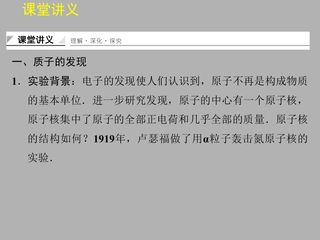 课堂讲义
课堂讲义 理解·深化·探究
一、质子的发现
1．实验背景：电子的发现使人们认识到，原子不再是构成物质
的基本单位．进一步研究发现，原子的中心有一个原子核，
原子核集中了原子的全部正电荷和几乎全部的质量．原子核
的结构如何？1919年，卢瑟福做了用α粒子轰击氮原子核的
实验．